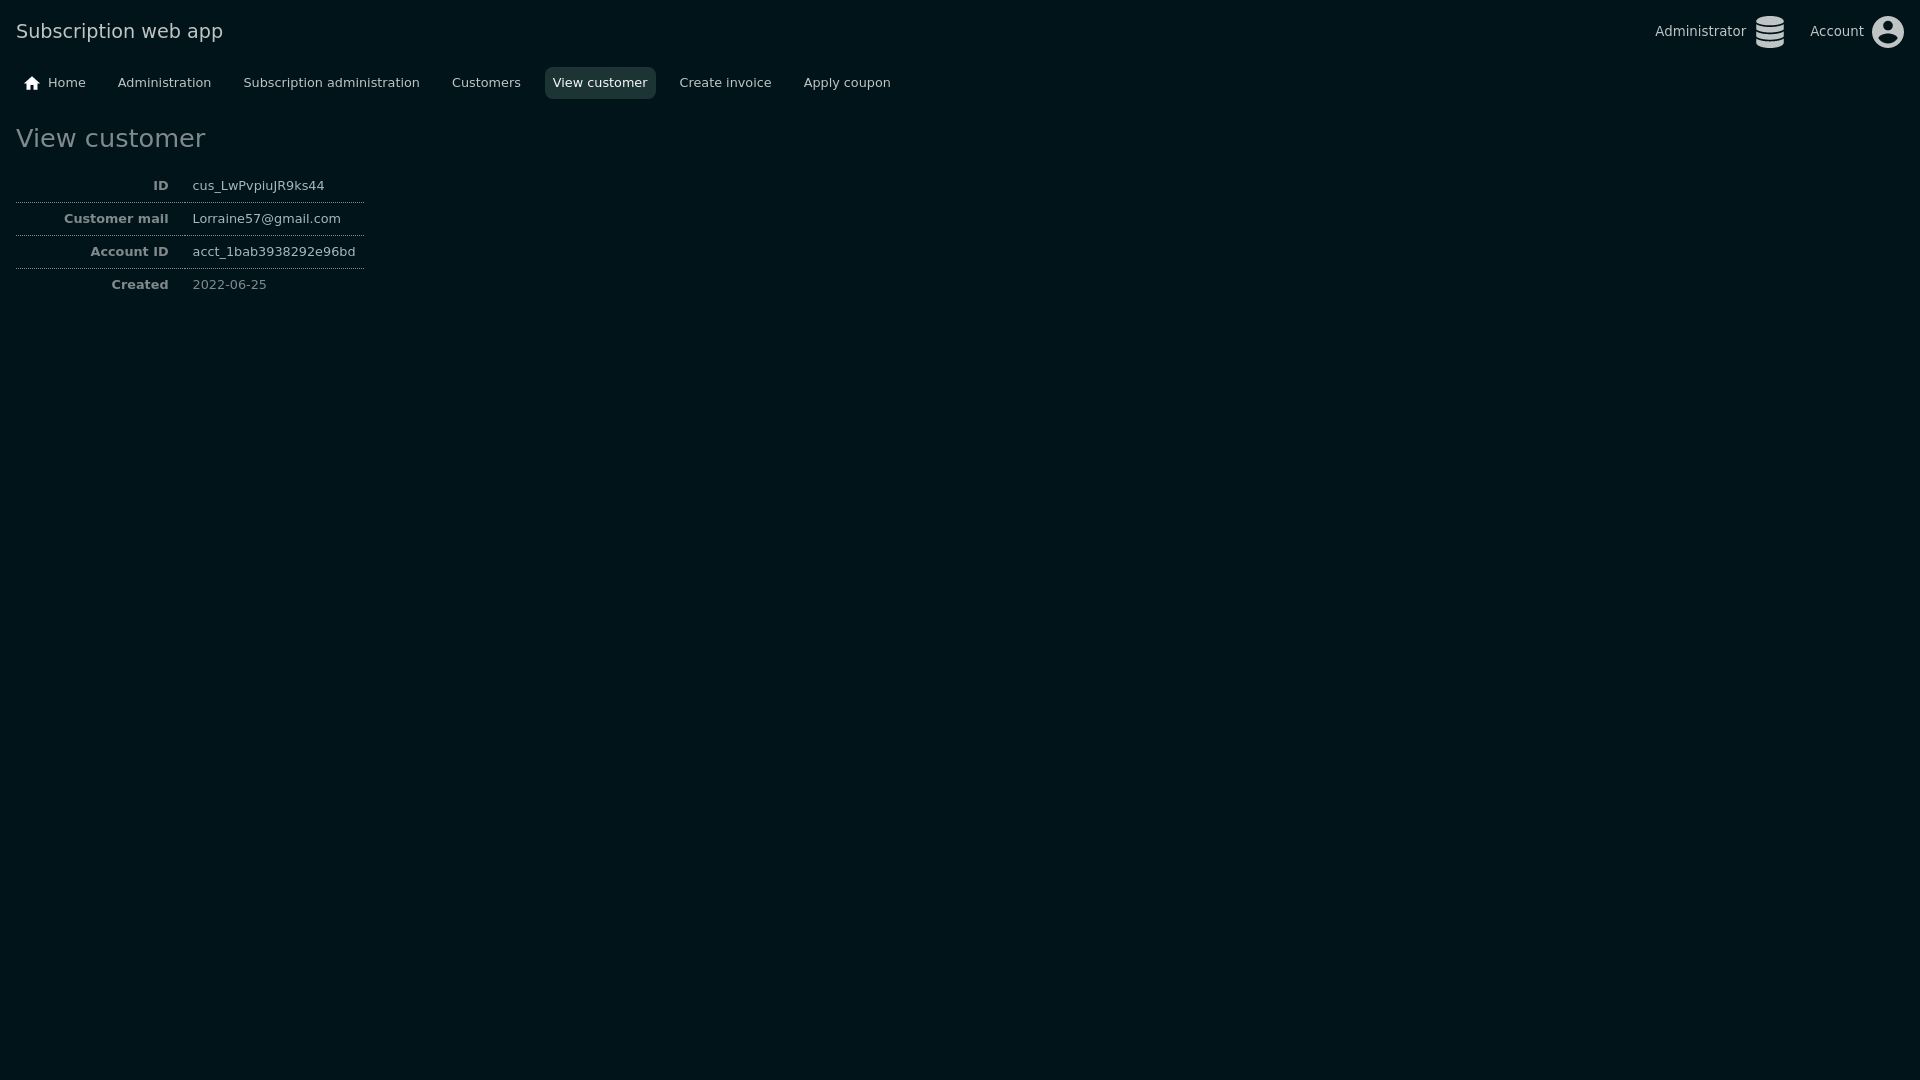 Subscription web app
Administrator
Account
Home
Administration
Subscription administration
Customers
View customer
Create invoice
Apply coupon
View customer
ID cus_LwPvpiuJR9ks44
Customer mail Lorraine57@gmail.com
Account ID acct_1bab3938292e96bd
Created 2022-06-25